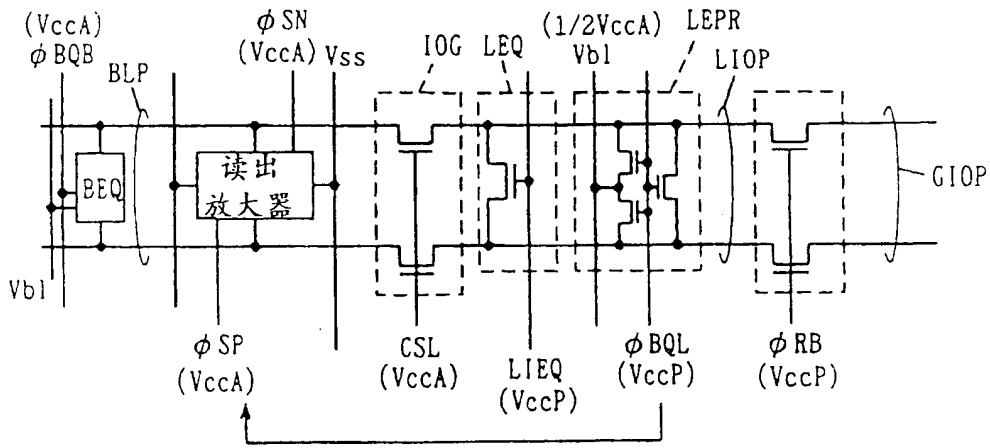 (VccA)
φBQB
BLP
φSN
(VccA)
Vss
IOG
LEQ
(1/2VccA)
Vbl
LEPR
LIOP
BEQ
读出
放大器
GIOP
Vbl
φSP
(VccA)
CSL
(VccA)
LIEQ
(VccP)
φBQL
(VccP)
φRB
(VccP)